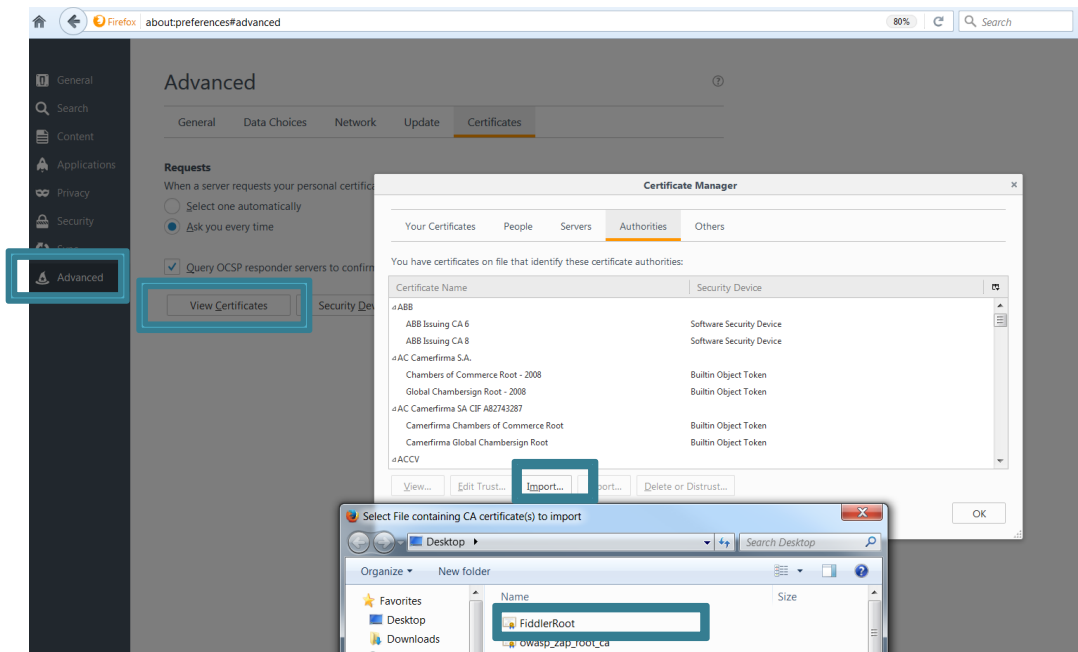 Firefox about:preferences#advanced 80% Search
General
Search
Content
Applications
Privacy
Security
Advanced
Advanced
General Data Choices Network Update Certificates
Requests
When a server requests your personal certifica
Select one automatically
Ask you every time
Query OCSP responder servers to confirm
View Certificates Security Dev
Certificate Manager
Your Certificates People Servers Authorities Others
You have certificates on file that identify these certificate authorities:
Certificate Name Security Device
ABB
ABB Issuing CA 6 Software Security Device
ABB Issuing CA 8 Software Security Device
AC Camerfirma S.A.
Chambers of Commerce Root - 2008 Builtin Object Token
Global Chambersign Root - 2008 Builtin Object Token
AC Camerfirma SA CIF A82743287
Camerfirma Chambers of Commerce Root Builtin Object Token
Camerfirma Global Chambersign Root Builtin Object Token
ACCV
View... Edit Trust... Import... port... Delete or Distrust...
OK
Select File containing CA certificate(s) to import
Desktop Search Desktop
Organize New folder
Favorites
Desktop
Downloads
Name Size
FiddlerRoot
owasp_zap_root_ca